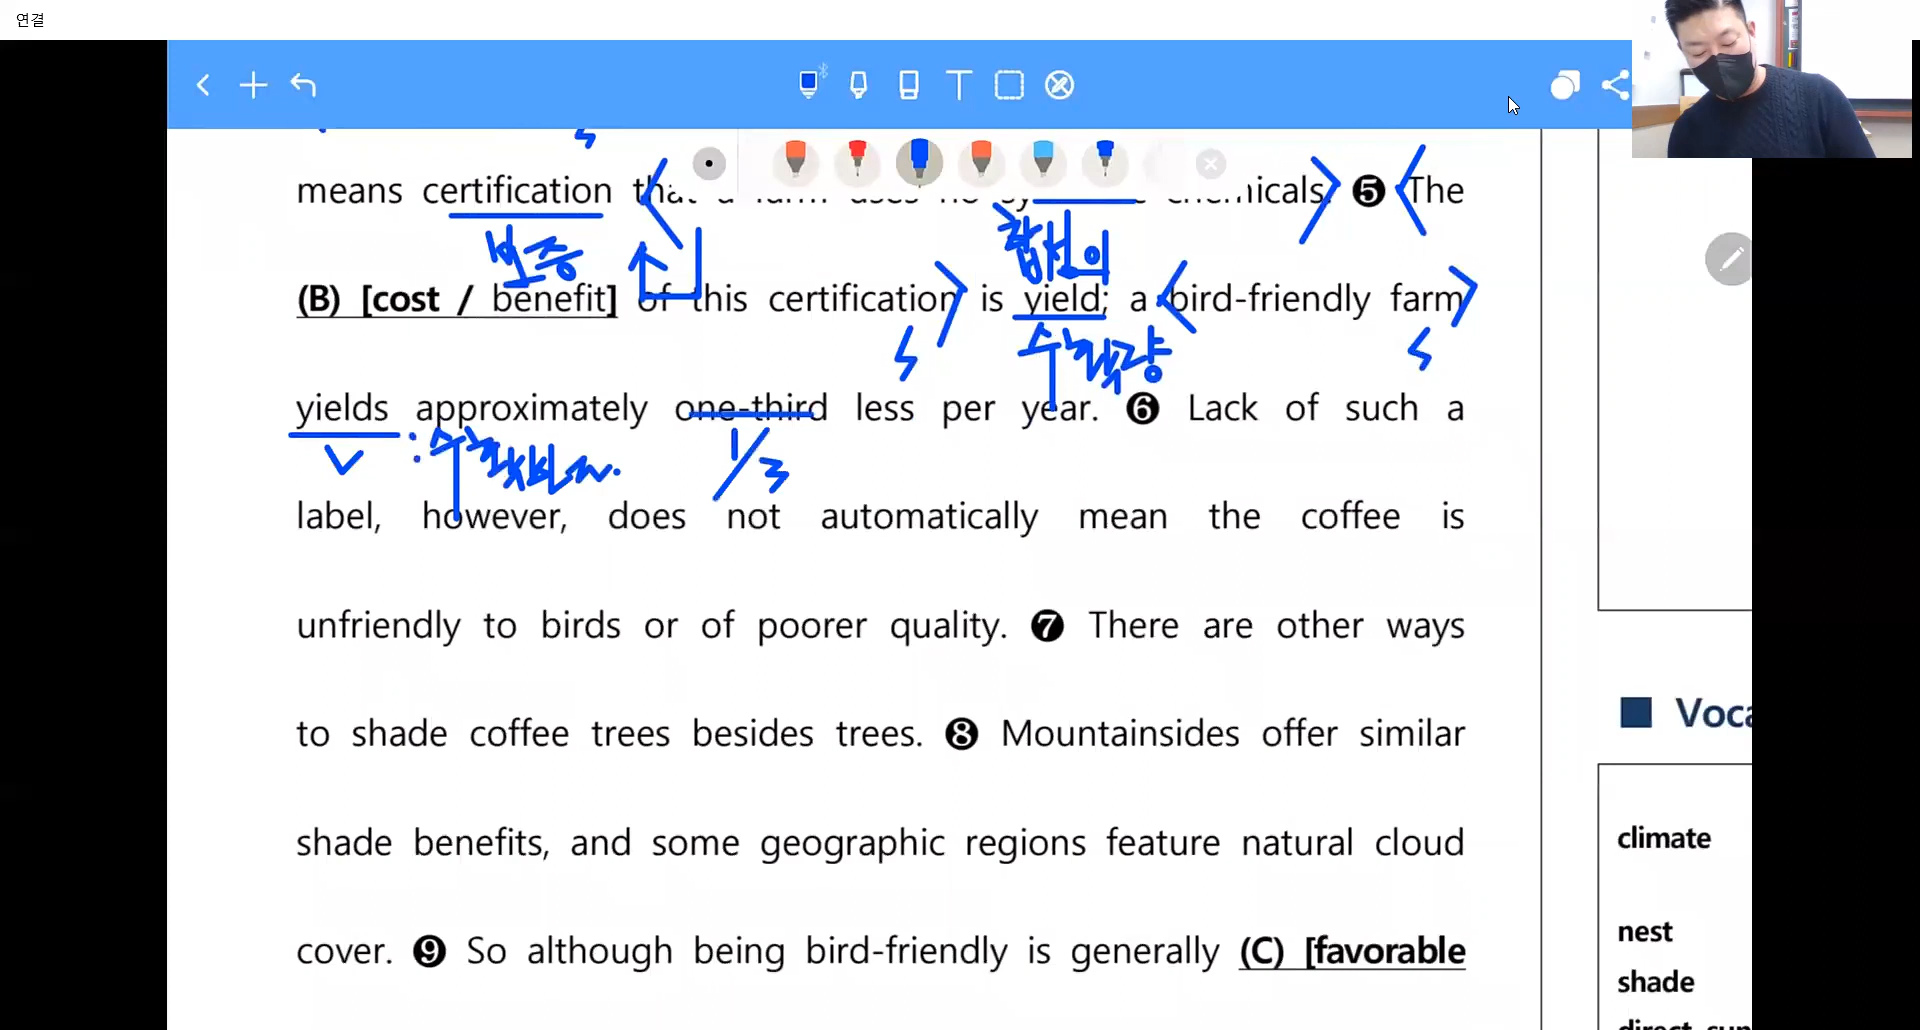 연결
means certification that a farm uses no chemicals. ❺ The
보증
합성의
(B) [cost / benefit] of this certification is yield; a bird-friendly farm
S
수확량
S
yields approximately one-third less per year. ❻ Lack of such a
V : 수확하다.
1/3
label, however, does not automatically mean the coffee is
unfriendly to birds or of poorer quality. ❼ There are other ways
to shade coffee trees besides trees. ❽ Mountainsides offer similar
shade benefits, and some geographic regions feature natural cloud
cover. ❾ So although being bird-friendly is generally (C) [favorable
■ Voca
climate
nest
shade